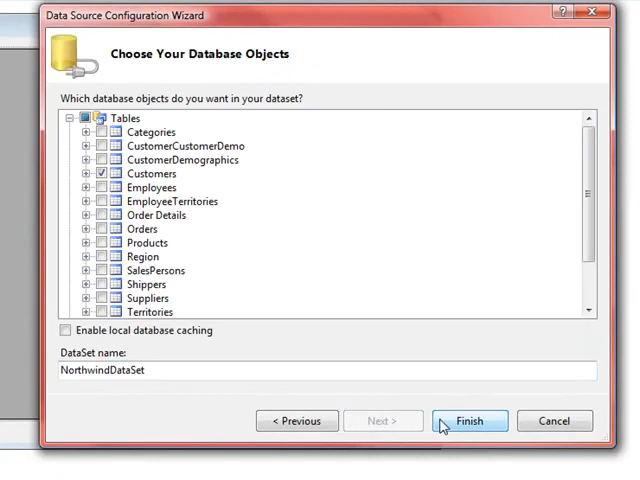 Data Source Configuration Wizard
?
Choose Your Database Objects
Which database objects do you want in your dataset?
Tables
Categories
CustomerCustomerDemo
CustomerDemographics
Customers
Employees
EmployeeTerritories
Order Details
Orders
Products
Region
SalesPersons
Shippers
Suppliers
Territories
Enable local database caching
DataSet name:
NorthwindDataSet
< Previous Next > Finish Cancel